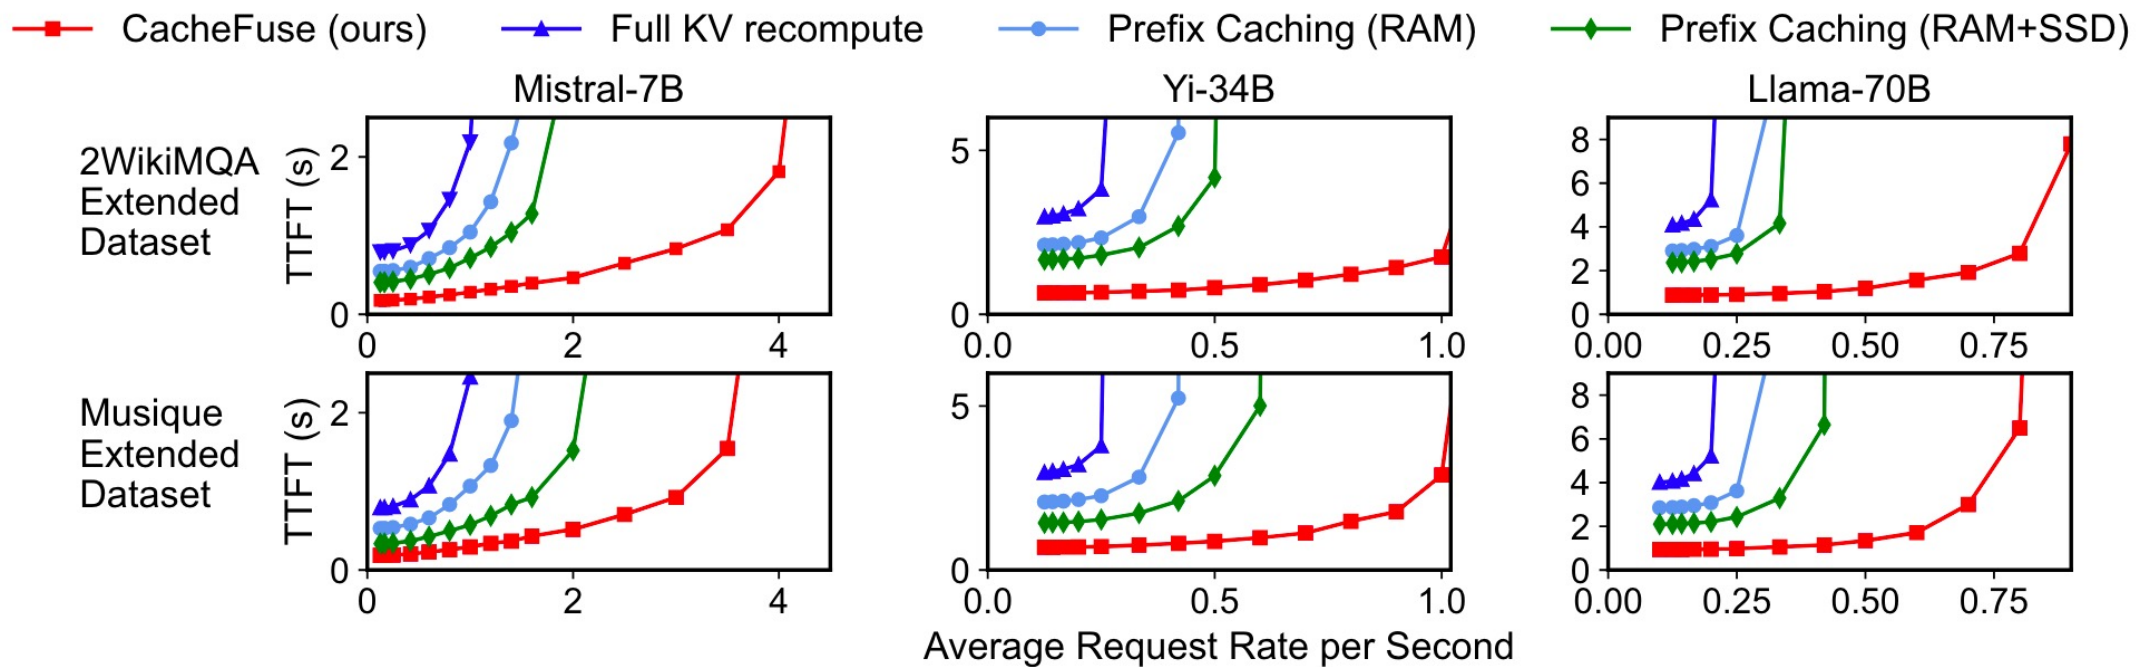 CacheFuse (ours) Full KV recompute Prefix Caching (RAM) Prefix Caching (RAM+SSD)
Mistral-7B Yi-34B Llama-70B
2WikiMQA
Extended
Dataset
TTFT (s)
2
0
0 2 4
5
0
0.0 0.5 1.0
8
6
4
2
0
0.00 0.25 0.50 0.75
Musique
Extended
Dataset
TTFT (s)
2
0
0 2 4
5
0
0.0 0.5 1.0
8
6
4
2
0
0.00 0.25 0.50 0.75
Average Request Rate per Second